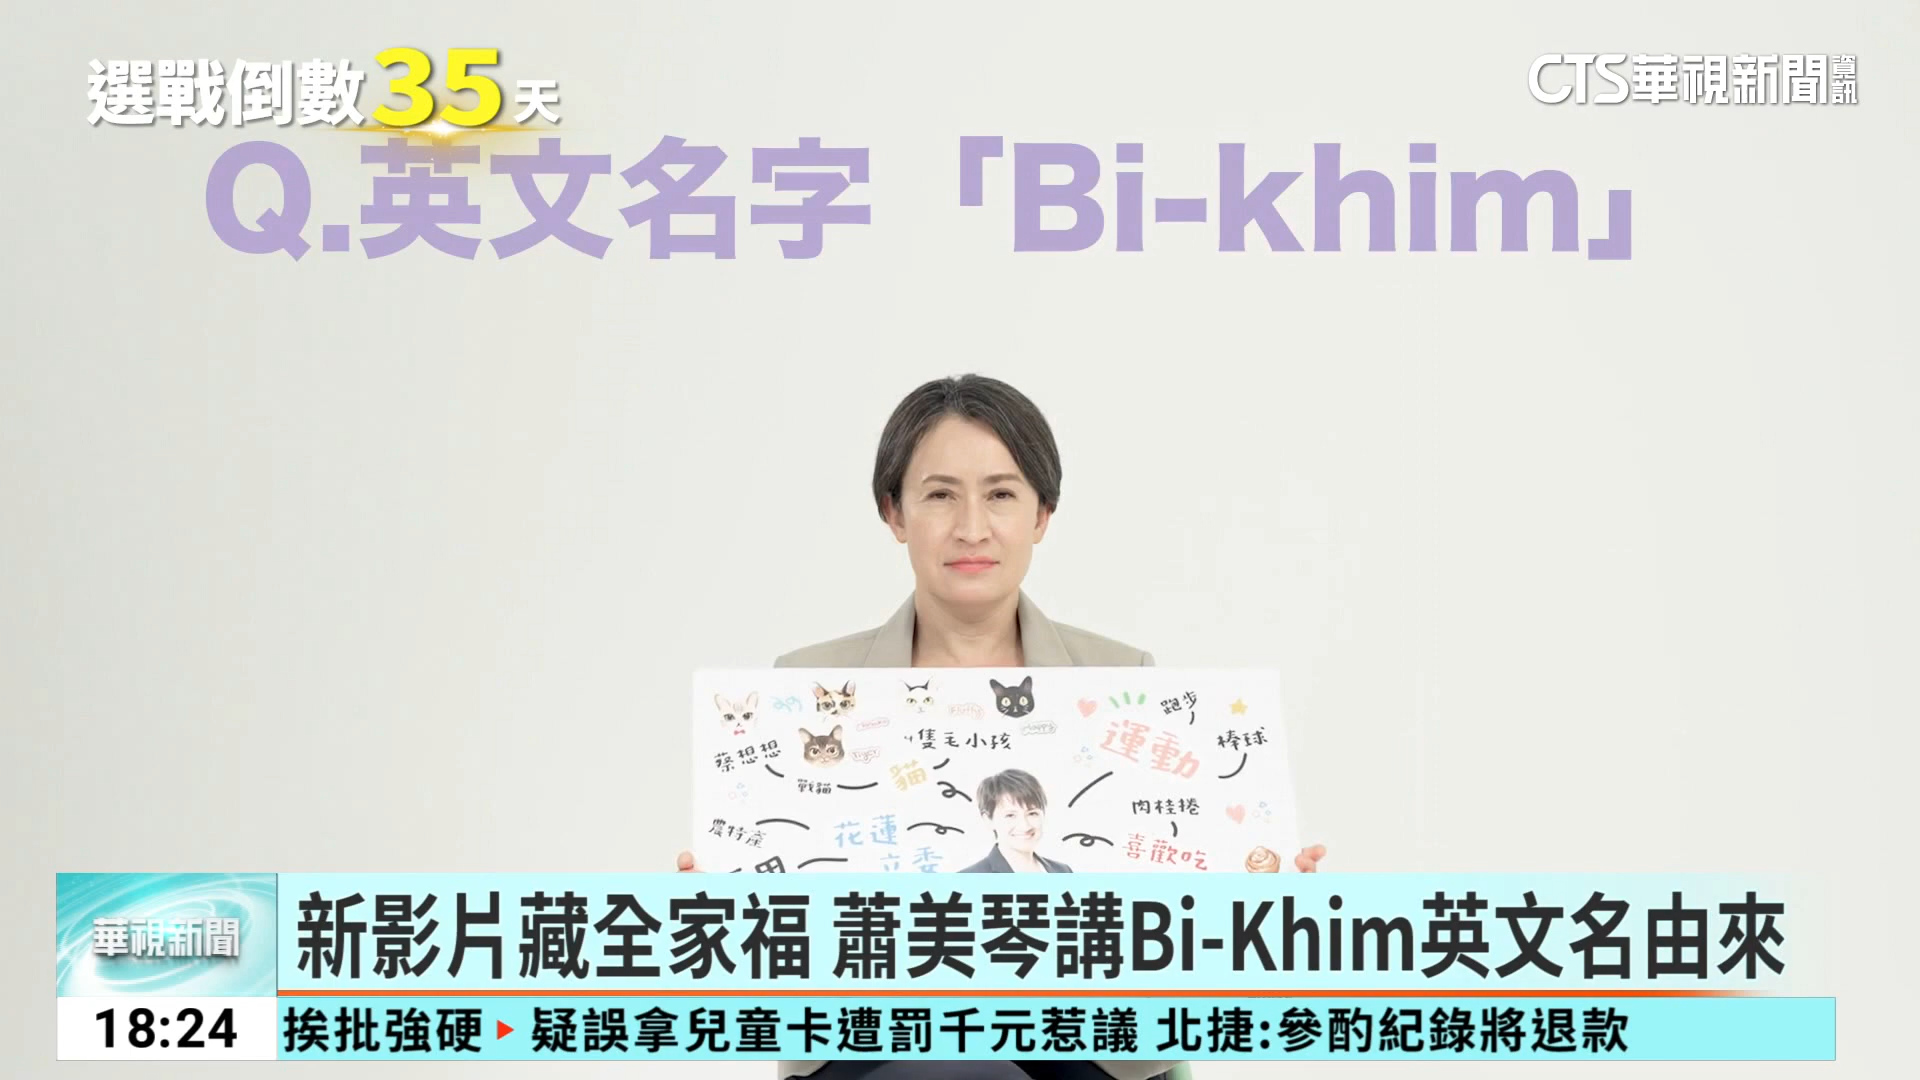 選戰倒數35天
CTS華視新聞資訊
Q.英文名字「Bi-khim」
跑步
運動
棒球
4隻毛小孩
蔡想想
戰貓
貓
肉桂捲
農特產
花蓮
立委
喜歡吃
華視新聞
新影片藏全家福 蕭美琴講Bi-Khim英文名由來
18:24
挨批強硬▶疑誤拿兒童卡遭罰千元惹議 北捷:參酌紀錄將退款